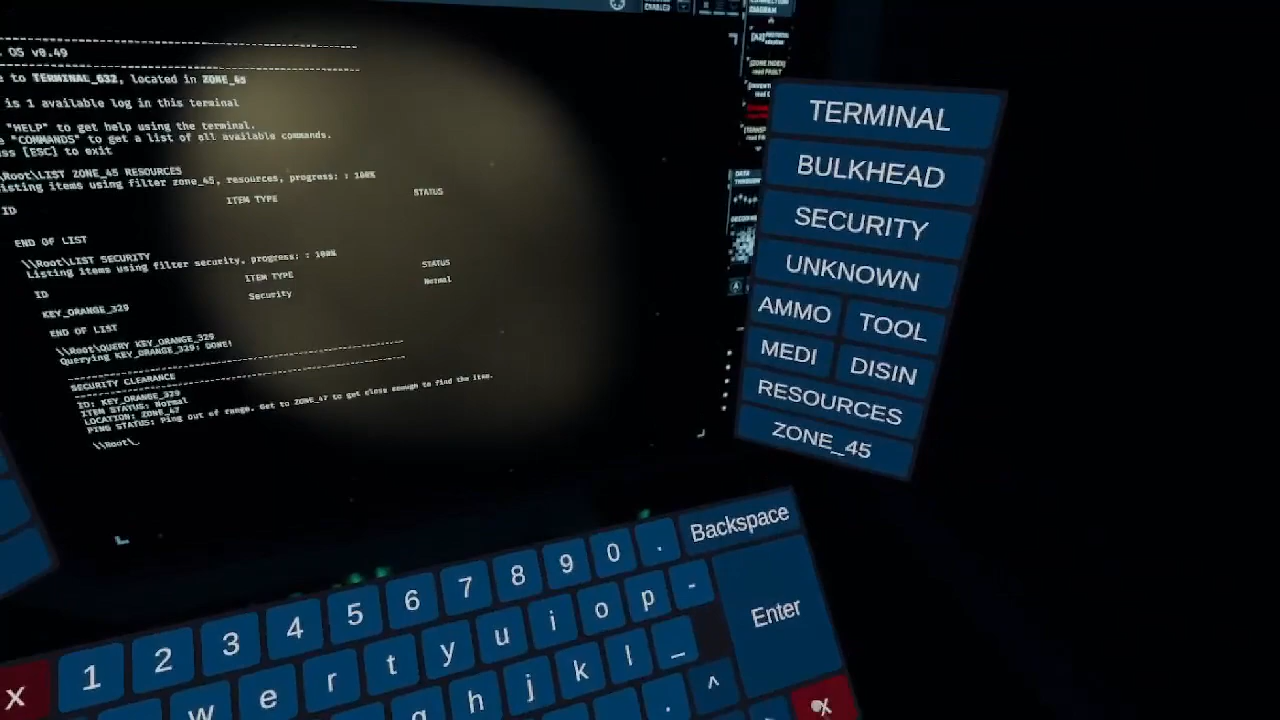 OS v0.49
e to TERMINAL_632, located in ZONE_45
is 1 available log in this terminal
"HELP" to get help using the terminal.
e "COMMANDS" to get a list of all available commands.
ss [ESC] to exit
\Root\LIST ZONE_45 RESOURCES
isting items using filter zone_45, resources, progress: : 100%
ID ITEM TYPE STATUS
END OF LIST
\\Root\LIST SECURITY
Listing items using filter security, progress: : 100%
ID ITEM TYPE STATUS
KEY_ORANGE_329 Security Normal
END OF LIST
\\Root\QUERY KEY_ORANGE_329
Querying KEY_ORANGE_329: DONE!
SECURITY CLEARANCE
ID: KEY_ORANGE_329
ITEM STATUS: Normal
LOCATION: ZONE_47
PING STATUS: Ping out of range. Get to ZONE_47 to get close enough to find the item.
\\Root\_
TERMINAL
BULKHEAD
SECURITY
UNKNOWN
AMMO TOOL
MEDI DISIN
RESOURCES
ZONE_45
1 2 3 4 5 6 7 8 9 0 . Backspace
w e r t y u i o p - Enter
g h j k l _
. ^
X
X